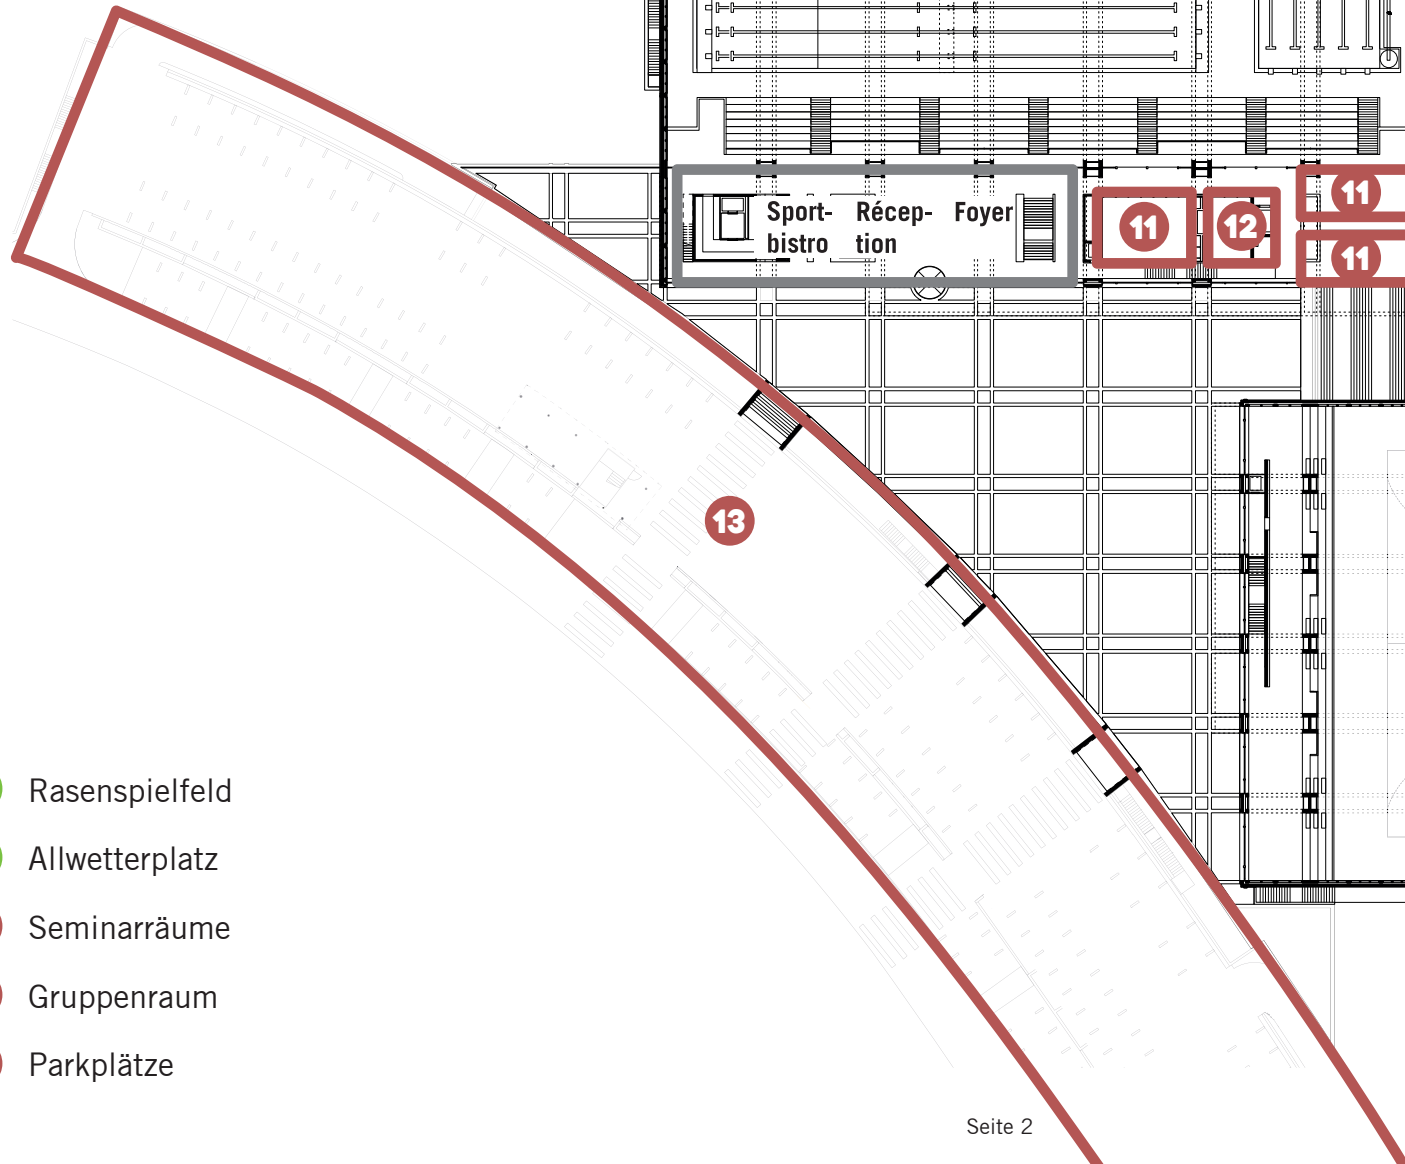 Sport- Récep- Foyer
bistro tion
11
12
11
11
13
Rasenspielfeld
Allwetterplatz
Seminarräume
Gruppenraum
Parkplätze
Seite 2